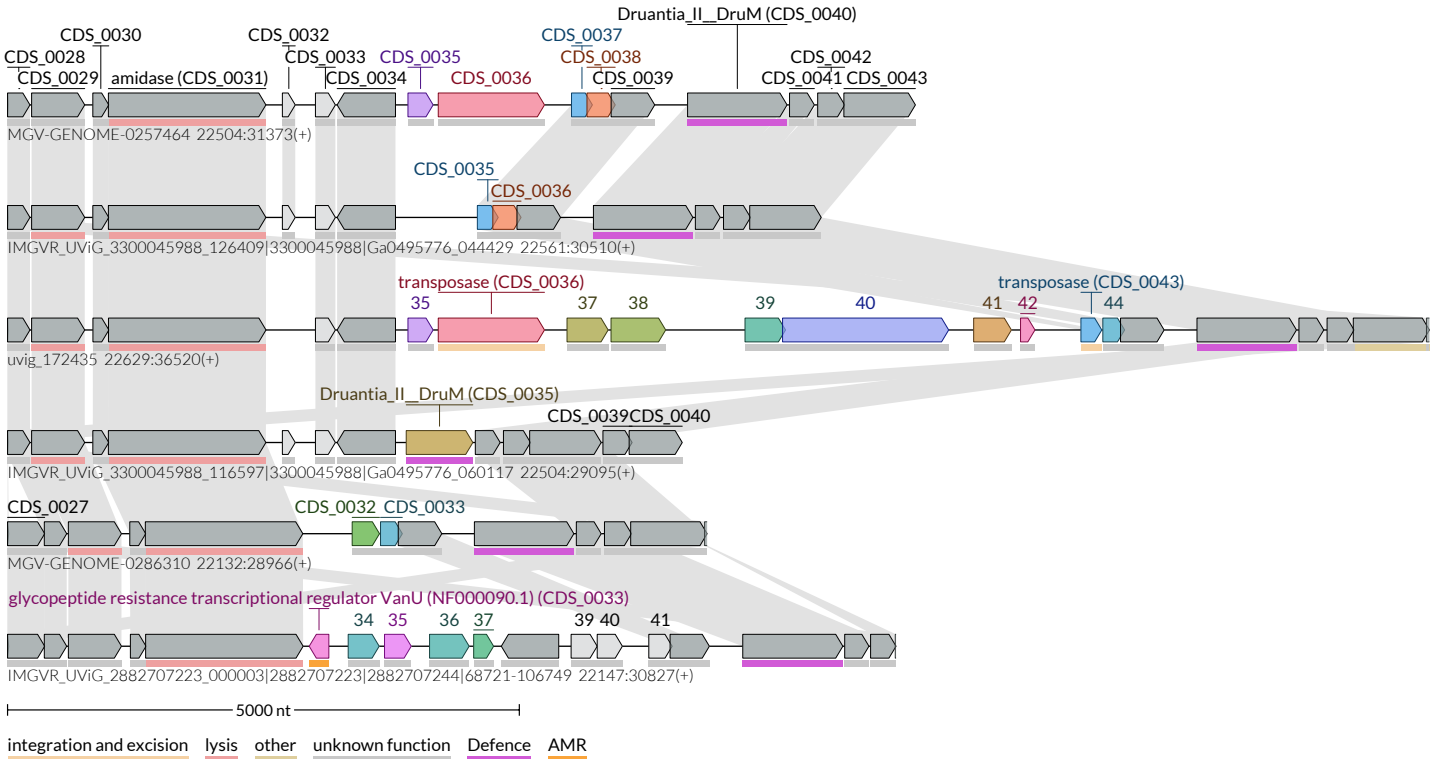 Druantia_II__DruM (CDS_0040)
CDS_0030 CDS_0032 CDS_0037
CDS_0028 CDS_0033 CDS_0035 CDS_0038 CDS_0042
CDS_0029 amidase (CDS_0031) CDS_0034 CDS_0036 CDS_0039 CDS_0041 CDS_0043
MGV-GENOME-0257464 22504:31373(+)
CDS_0035
CDS_0036
IMGVR_UViG_3300045988_126409|3300045988|Ga0495776_044429 22561:30510(+)
transposase (CDS_0036) transposase (CDS_0043)
35 37 38 39 40 41 42 44
uvig_172435 22629:36520(+)
Druantia_II__DruM (CDS_0035)
CDS_0039 CDS_0040
IMGVR_UViG_3300045988_116597|3300045988|Ga0495776_060117 22504:29095(+)
CDS_0027 CDS_0032 CDS_0033
MGV-GENOME-0286310 22132:28966(+)
glycopeptide resistance transcriptional regulator VanU (NF000090.1) (CDS_0033)
34 35 36 37 39 40 41
IMGVR_UViG_2882707223_000003|2882707223|2882707244|68721-106749 22147:30827(+)
5000 nt
integration and excision lysis other unknown function Defence AMR